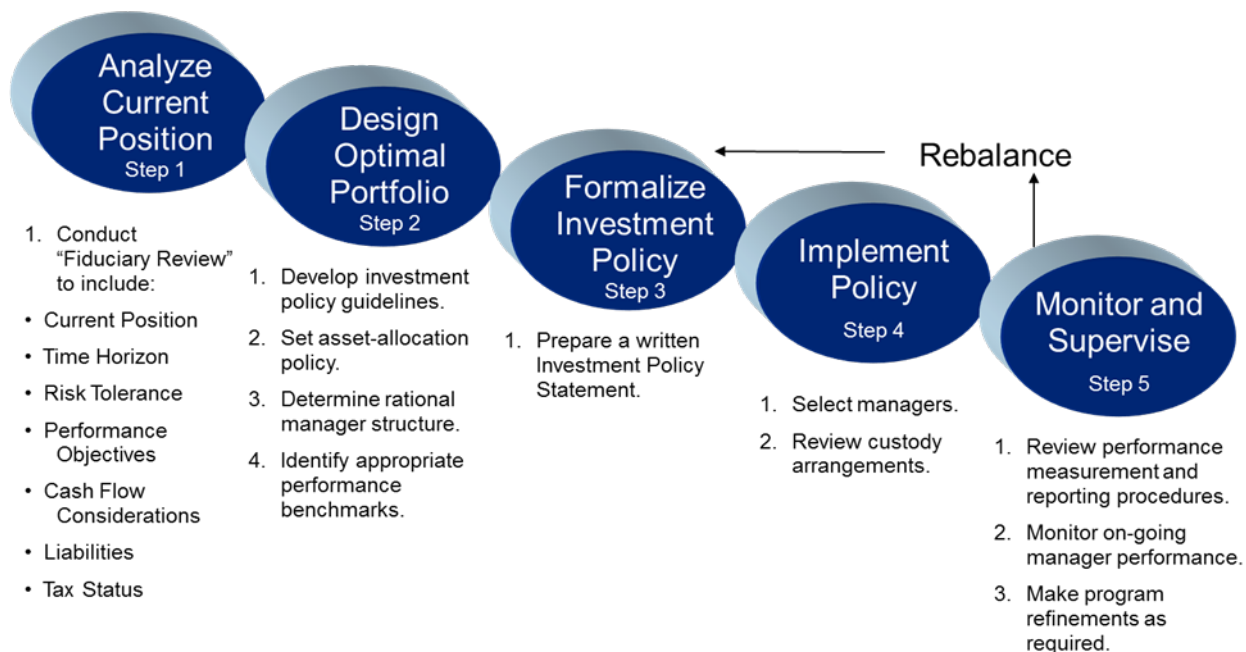 Analyze
Current
Position
Step 1
1. Conduct
“Fiduciary Review”
to include:
• Current Position
• Time Horizon
• Risk Tolerance
• Performance
Objectives
• Cash Flow
Considerations
• Liabilities
• Tax Status
Design
Optimal
Portfolio
Step 2
1. Develop investment
policy guidelines.
2. Set asset-allocation
policy.
3. Determine rational
manager structure.
4. Identify appropriate
performance
benchmarks.
Formalize
Investment
Policy
Step 3
1. Prepare a written
Investment Policy
Statement.
Implement
Policy
Step 4
1. Select managers.
2. Review custody
arrangements.
Rebalance
Monitor and
Supervise
Step 5
1. Review performance
measurement and
reporting procedures.
2. Monitor on-going
manager performance.
3. Make program
refinements as
required.